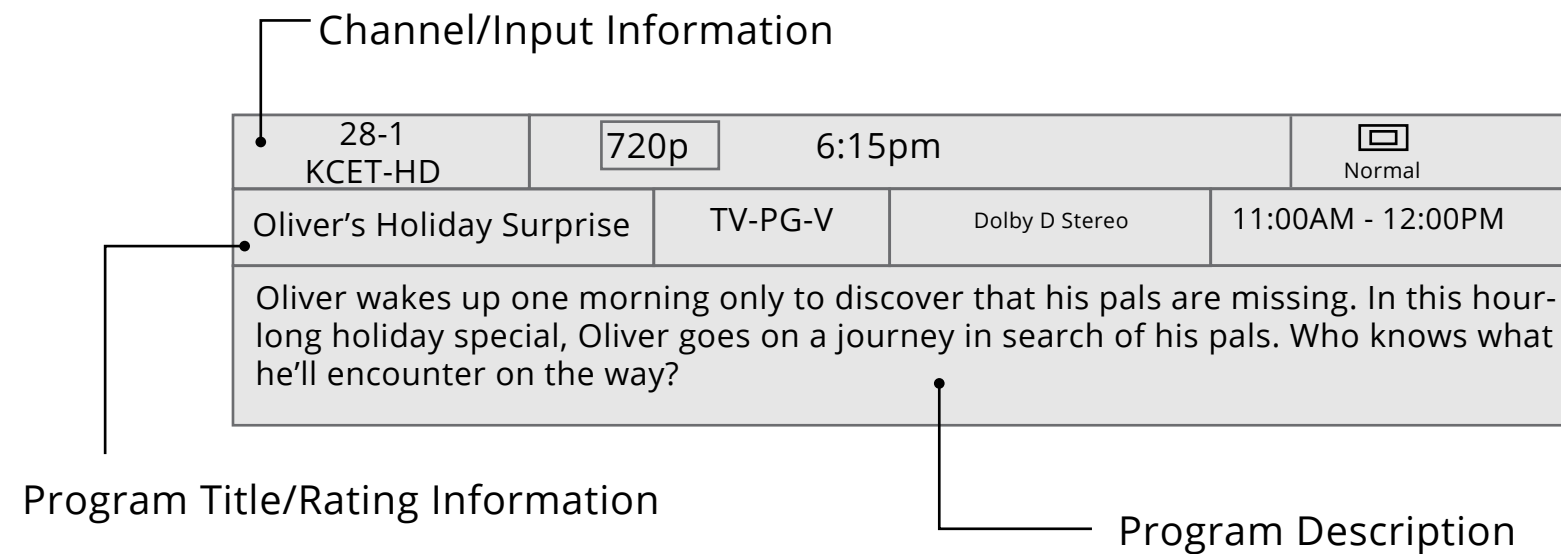 Channel/Input Information
28-1
KCET-HD
720p
6:15pm
Normal
Oliver’s Holiday Surprise
TV-PG-V
Dolby D Stereo
11:00AM - 12:00PM
Oliver wakes up one morning only to discover that his pals are missing. In this hour-
long holiday special, Oliver goes on a journey in search of his pals. Who knows what
he’ll encounter on the way?
Program Title/Rating Information
Program Description